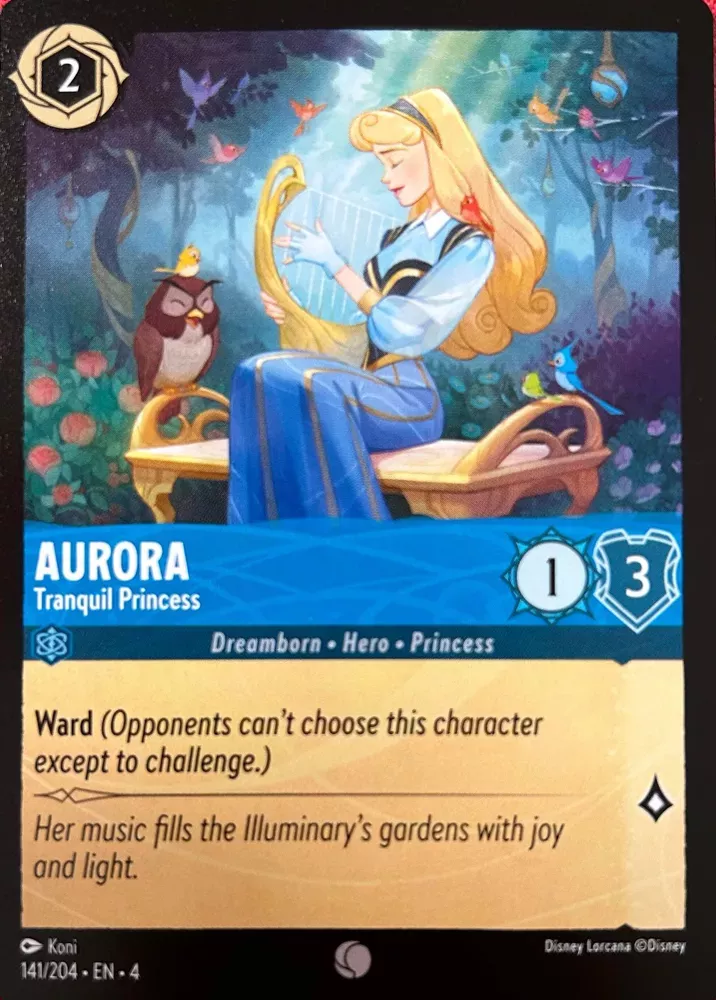 2
AURORA
Tranquil Princess
1
3
Dreamborn • Hero • Princess
Ward (Opponents can't choose this character
except to challenge.)
Her music fills the Illuminary's gardens with joy
and light.
Koni
Disney Lorcana ©Disney
141/204 • EN • 4